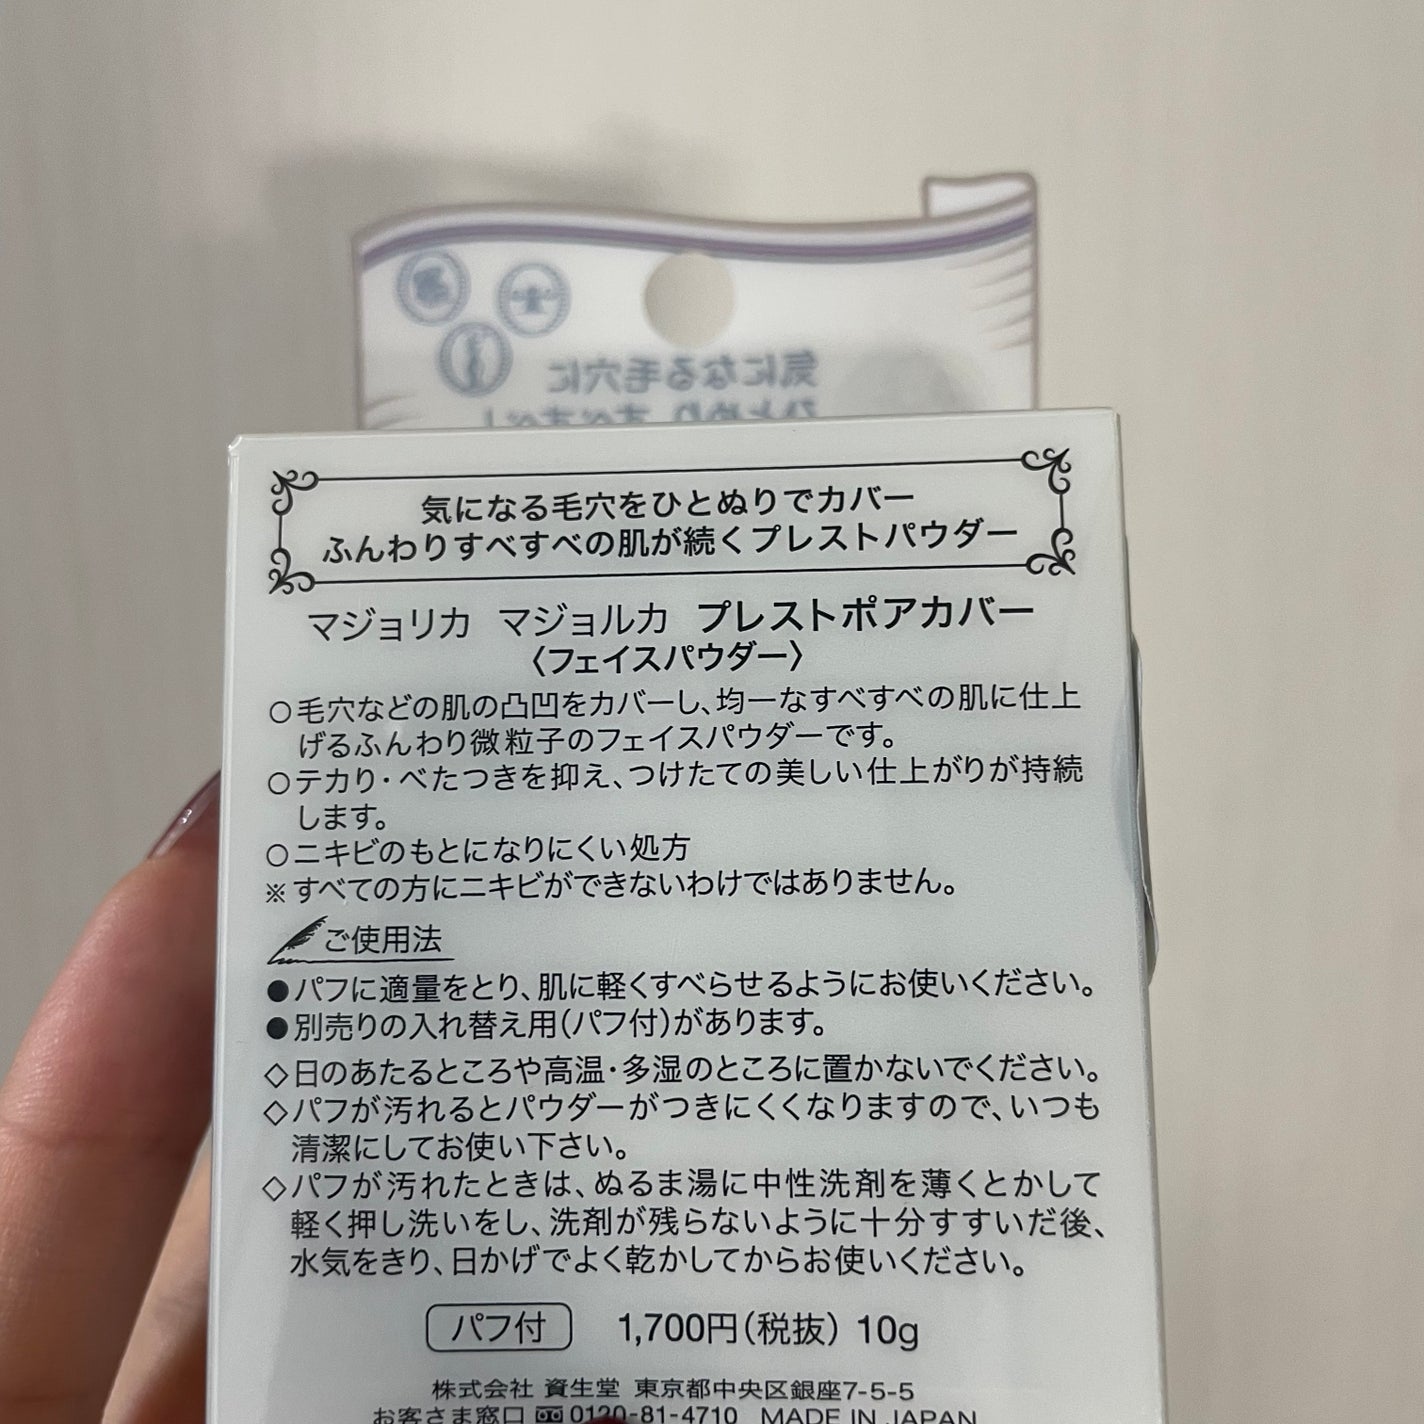 気になる毛穴に
ひとぬり すべすべ!
気になる毛穴をひとぬりでカバー
ふんわりすべすべの肌が続くプレストパウダー
マジョリカ マジョルカ プレストポアカバー
〈フェイスパウダー〉
○毛穴などの肌の凸凹をカバーし、均一なすべすべの肌に仕上
げるふんわり微粒子のフェイスパウダーです。
○テカリ・べたつきを抑え、つけたての美しい仕上がりが持続
します。
○ニキビのもとになりにくい処方
※すべての方にニキビができないわけではありません。
ご使用法
●パフに適量をとり、肌に軽くすべらせるようにお使いください。
●別売りの入れ替え用(パフ付)があります。
◇日のあたるところや高温・多湿のところに置かないでください。
◇パフが汚れるとパウダーがつきにくくなりますので、いつも
清潔にしてお使い下さい。
◇パフが汚れたときは、ぬるま湯に中性洗剤を薄くとかして
軽く押し洗いをし、洗剤が残らないように十分すすいだ後、
水気をきり、日かげでよく乾かしてからお使いください。
パフ付 1,700円(税抜) 10g
株式会社 資生堂 東京都中央区銀座7-5-5
お客さま窓口 0120-81-4710 MADE IN JAPAN